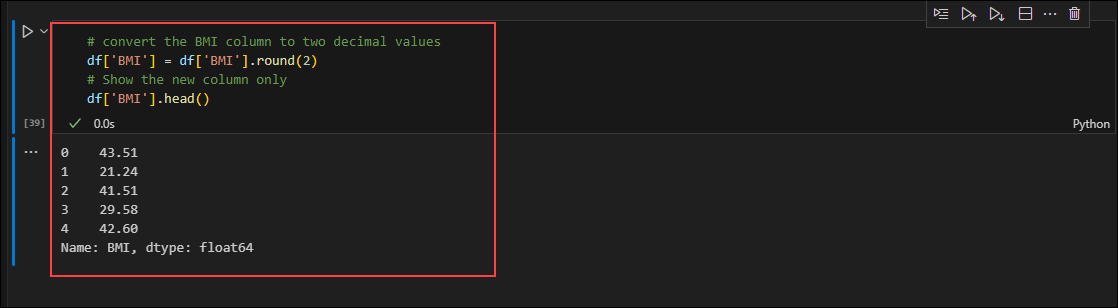 # convert the BMI column to two decimal values
df['BMI'] = df['BMI'].round(2)
# Show the new column only
df['BMI'].head()
[39]
0.0s
Python
0    43.51
1    21.24
2    41.51
3    29.58
4    42.60
Name: BMI, dtype: float64